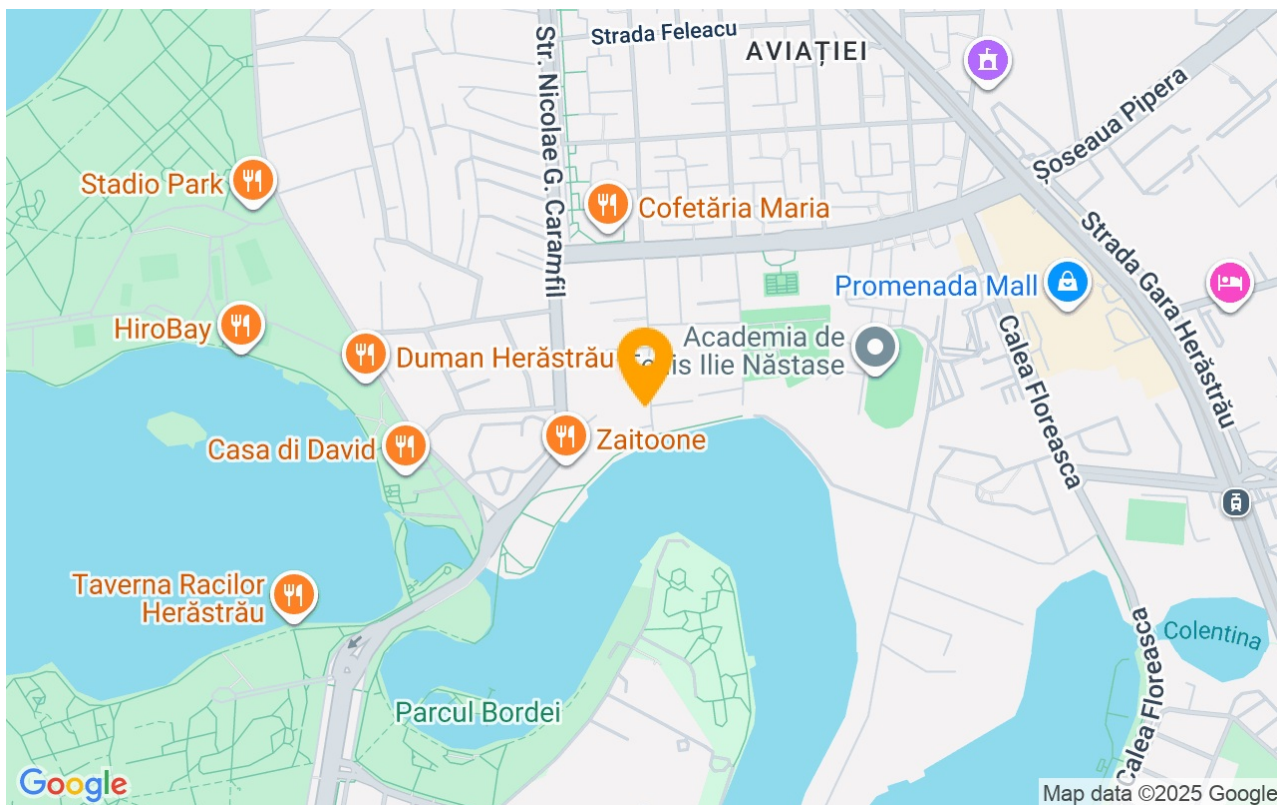 Strada Feleacu
AVIAȚIEI
Str. Nicolae G. Caramfil
Șoseaua Pipera
Stadio Park
Cofetăria Maria
Strada Gara Herăstrău
Promenada Mall
HiroBay
Duman Herăstrău
Academia de
Ilie Năstase
Calea Floreasca
Casa di David
Zaitoone
Taverna Racilor
Herăstrău
Colentina
Calea Floreasca
Parcul Bordei
Google
Map data ©2025 Google